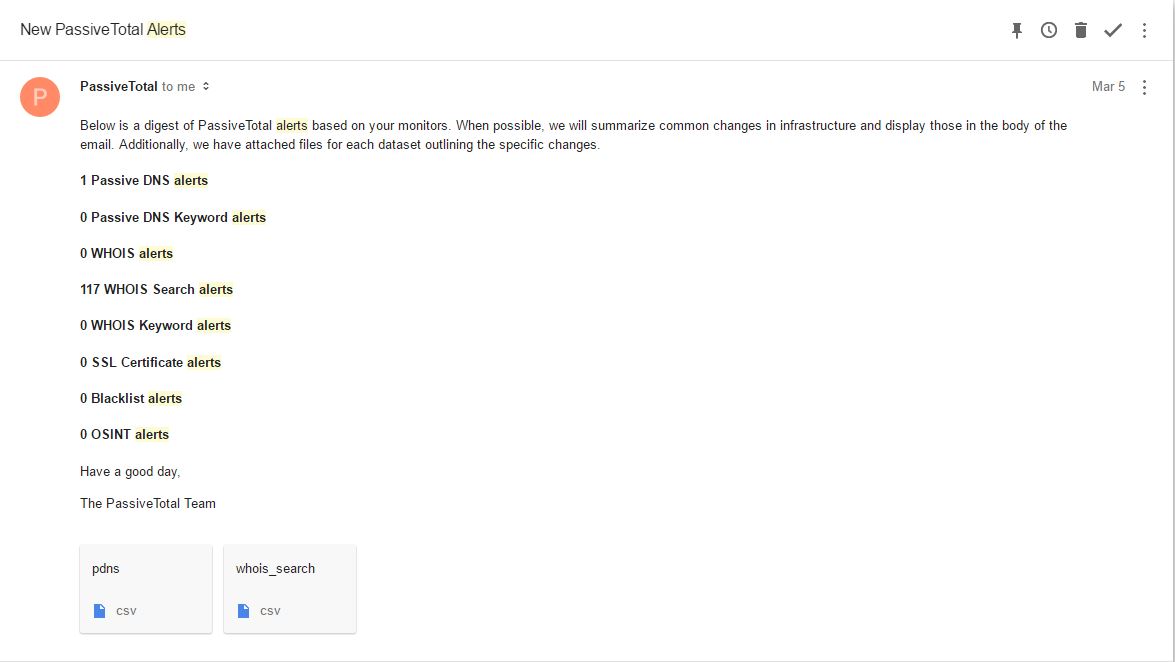 New PassiveTotal Alerts
P
PassiveTotal to me
Mar 5
Below is a digest of PassiveTotal alerts based on your monitors. When possible, we will summarize common changes in infrastructure and display those in the body of the
email. Additionally, we have attached files for each dataset outlining the specific changes.
1 Passive DNS alerts
0 Passive DNS Keyword alerts
0 WHOIS alerts
117 WHOIS Search alerts
0 WHOIS Keyword alerts
0 SSL Certificate alerts
0 Blacklist alerts
0 OSINT alerts
Have a good day,
The PassiveTotal Team
pdns
csv
whois_search
csv